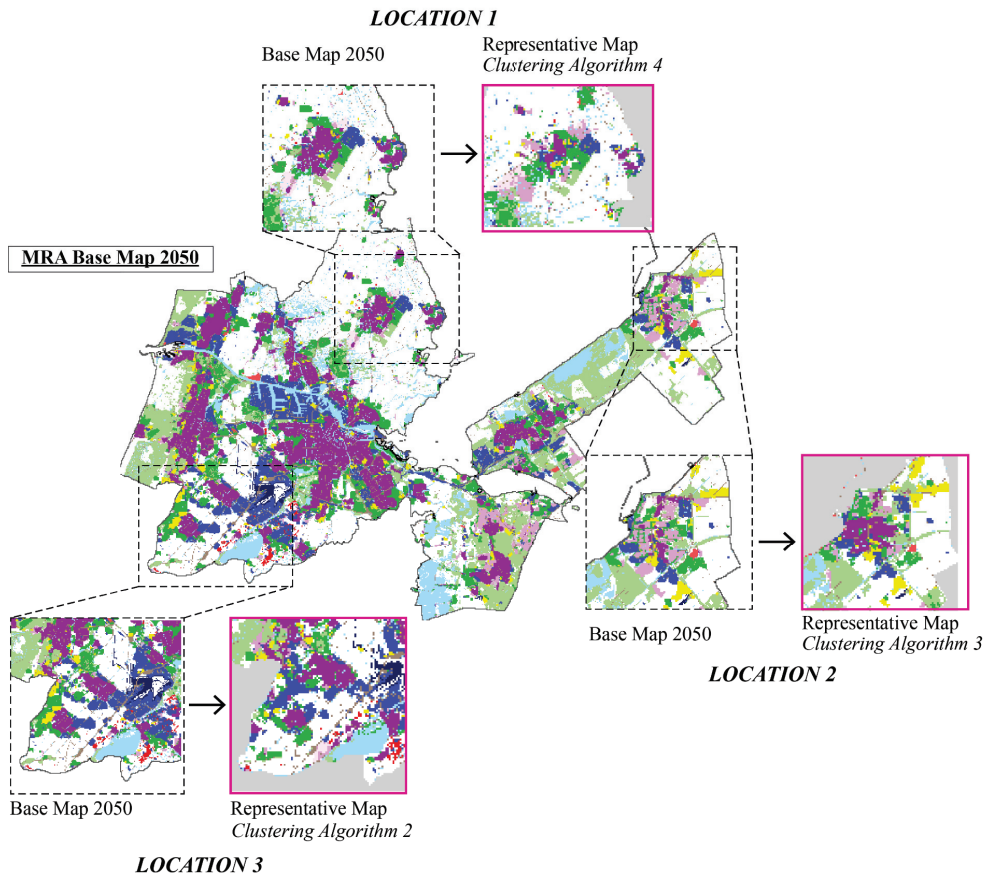 LOCATION 1
Base Map 2050
Representative Map
Clustering Algorithm 4
MRA Base Map 2050
Base Map 2050
Representative Map
Clustering Algorithm 3
LOCATION 2
Base Map 2050
Representative Map
Clustering Algorithm 2
LOCATION 3